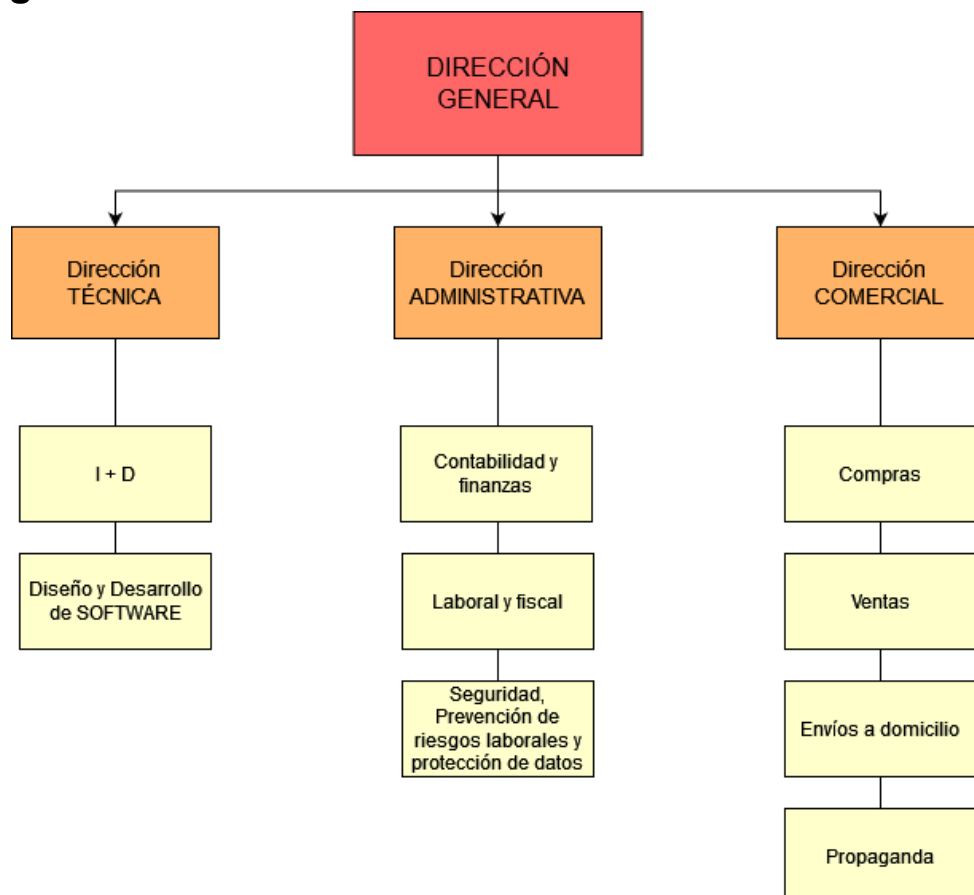 DIRECCIÓN
GENERAL
Dirección
TÉCNICA
Dirección
ADMINISTRATIVA
Dirección
COMERCIAL
I + D
Contabilidad y
finanzas
Compras
Diseño y Desarrollo
de SOFTWARE
Laboral y fiscal
Ventas
Seguridad,
Prevención de
riesgos laborales y
protección de datos
Envíos a domicilio
Propaganda